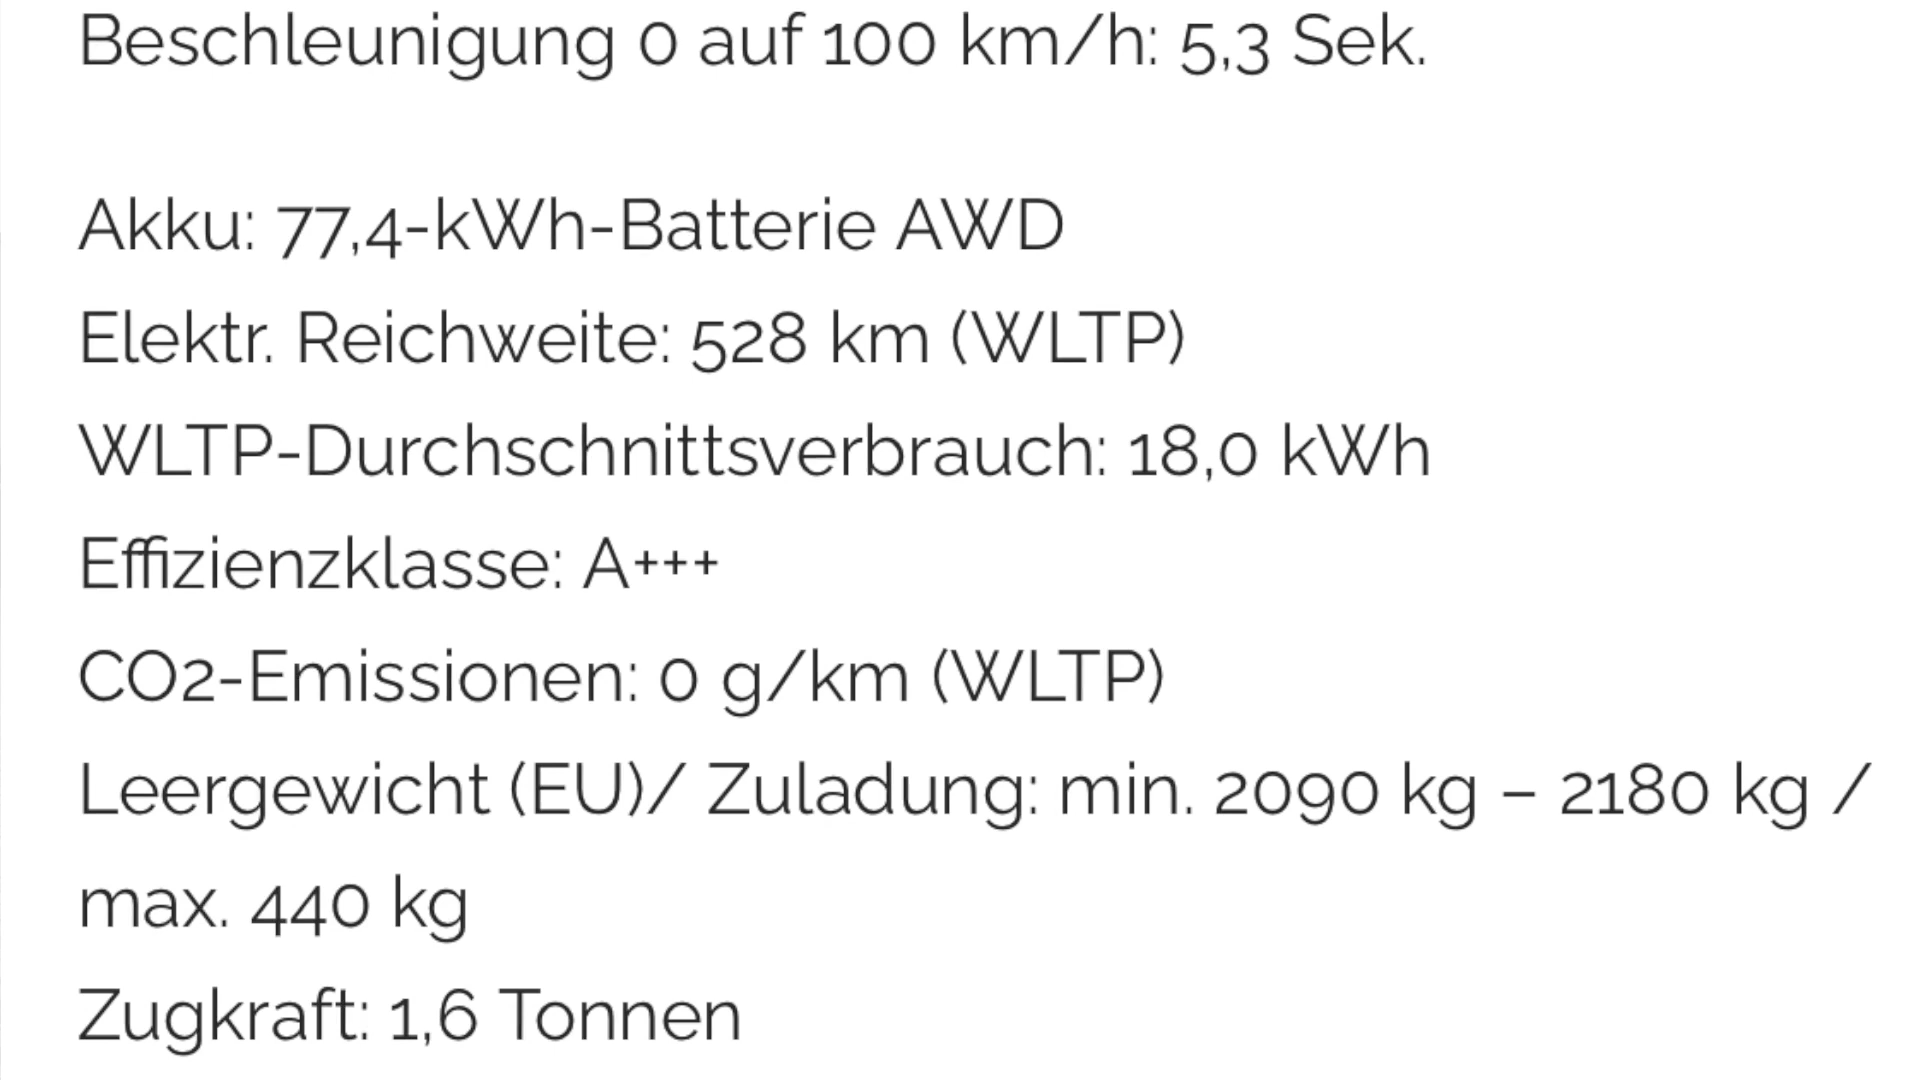 Beschleunigung 0 auf 100 km/h: 5,3 Sek.
Akku: 77,4-kWh-Batterie AWD
Elektr. Reichweite: 528 km (WLTP)
WLTP-Durchschnittsverbrauch: 18,0 kWh
Effizienzklasse: A+++
CO2-Emissionen: 0 g/km (WLTP)
Leergewicht (EU)/ Zuladung: min. 2090 kg – 2180 kg /
max. 440 kg
Zugkraft: 1,6 Tonnen